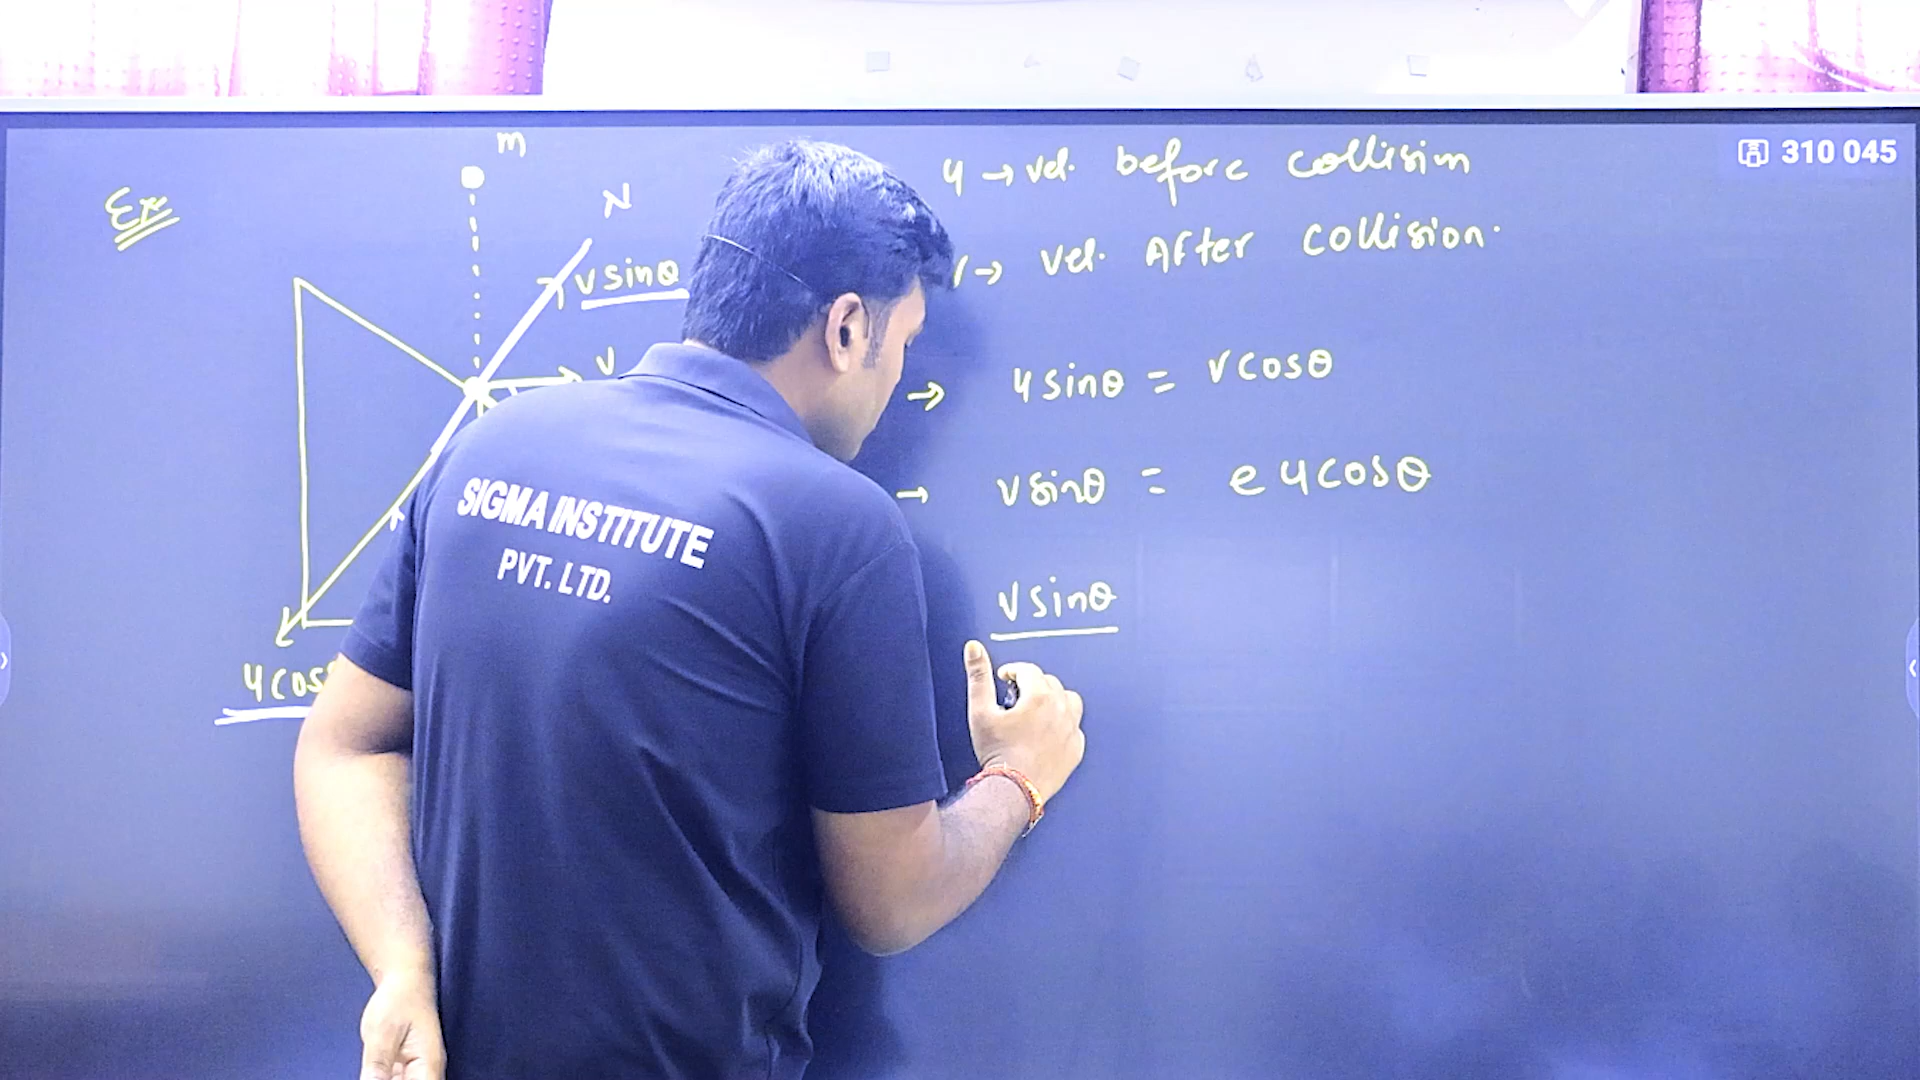 Ex
m
N
v sinθ
v
u cos
u → vel. before collision
→ vel. After collision.
→ u sinθ = v cosθ
→ v sinθ = e u cosθ
v sinθ
310 045
SIGMA INSTITUTE
PVT. LTD.